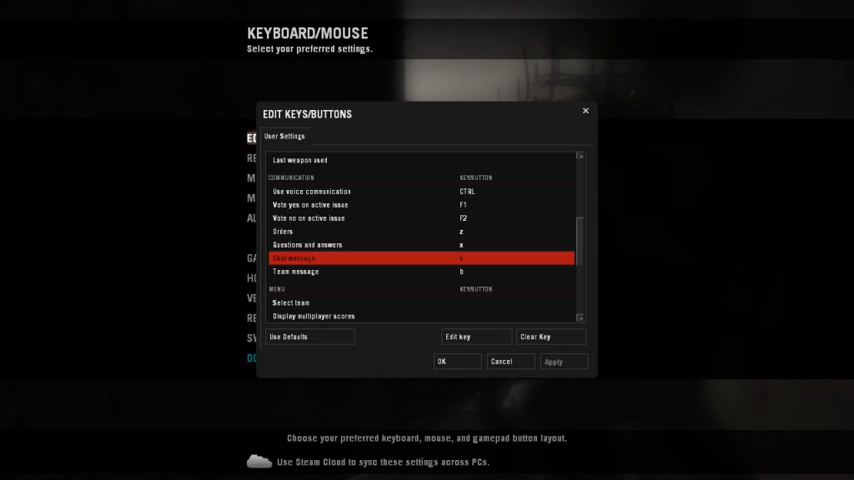 KEYBOARD/MOUSE
Select your preferred settings.
EDIT KEYS/BUTTONS
User Settings
Last weapon used
COMMUNICATION KEY/BUTTON
Use voice communication CTRL
Vote yes on active issue F1
Vote no on active issue F2
Orders z
Questions and answers x
Chat message v
Team message b
MENU KEY/BUTTON
Select team
Display multiplayer scores
Use Defaults Edit key Clear Key
OK Cancel Apply
Choose your preferred keyboard, mouse, and gamepad button layout.
Use Steam Cloud to sync these settings across PCs.